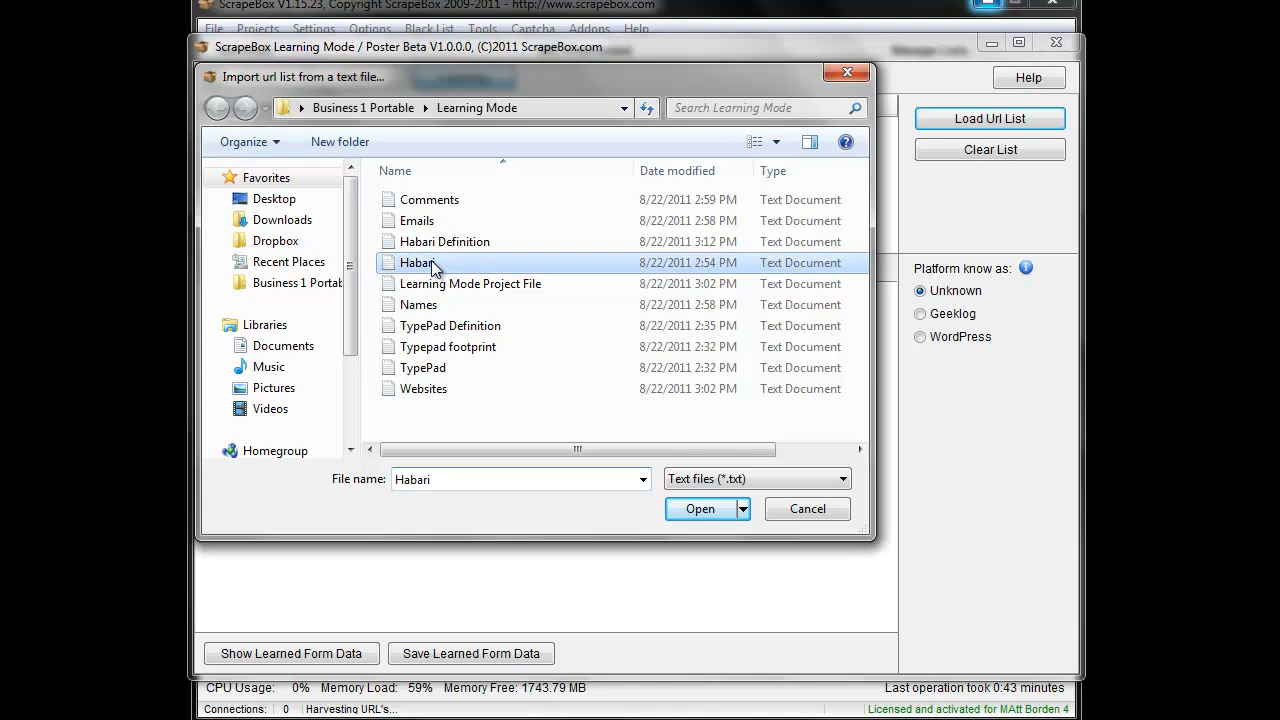 ScrapeBox V1.15.23, Copyright ScrapeBox 2009-2011 - http://www.scrapebox.com
File Projects Settings Options Black List Tools Captcha Addons Help
ScrapeBox Learning Mode / Poster Beta V1.0.0.0, (C)2011 ScrapeBox.com
Import url list from a text file...
Help
Business 1 Portable Learning Mode
Search Learning Mode
Load Url List
Organize New folder
Clear List
Name Date modified Type
Favorites
Desktop
Downloads
Dropbox
Recent Places
Business 1 Portab
Libraries
Documents
Music
Pictures
Videos
Homegroup
Comments 8/22/2011 2:59 PM Text Document
Emails 8/22/2011 2:58 PM Text Document
Habari Definition 8/22/2011 3:12 PM Text Document
Habari 8/22/2011 2:54 PM Text Document
Learning Mode Project File 8/22/2011 3:02 PM Text Document
Names 8/22/2011 2:58 PM Text Document
TypePad Definition 8/22/2011 2:35 PM Text Document
Typepad footprint 8/22/2011 2:32 PM Text Document
TypePad 8/22/2011 2:32 PM Text Document
Websites 8/22/2011 3:02 PM Text Document
Platform know as:
Unknown
Geeklog
WordPress
File name: Habari Text files (*.txt)
Open Cancel
Show Learned Form Data Save Learned Form Data
CPU Usage: 0% Memory Load: 59% Memory Free: 1743.79 MB Last operation took 0:43 minutes
Connections: 0 Harvesting URL's... Licensed and activated for MAtt Borden 4